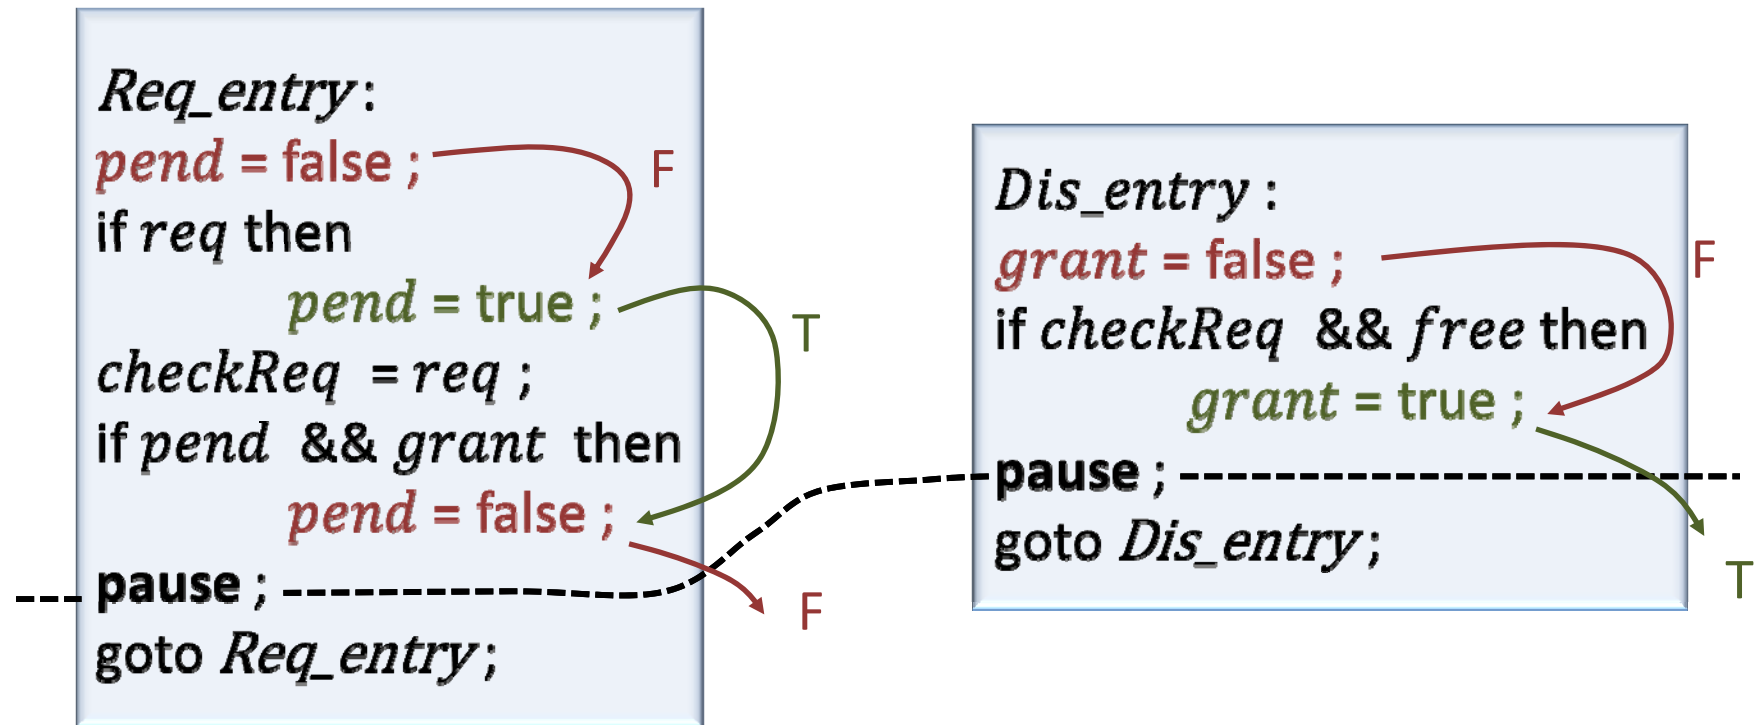 Req_entry:
pend = false ;
F
if req then
pend = true ;
T
checkReq = req ;
if pend && grant then
pend = false ;
F
pause ;
goto Req_entry;
Dis_entry :
grant = false ;
F
if checkReq && free then
grant = true ;
pause ;
goto Dis_entry;
T